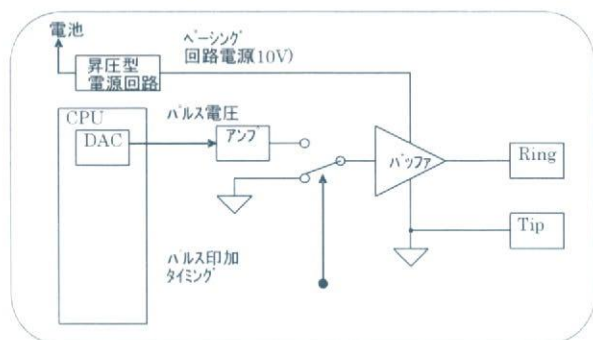 電池
昇圧型
電源回路
ペーシング
回路電源(10V)
CPU
DAC
パルス電圧
アンプ
バッファ
Ring
Tip
パルス印加
タイミング